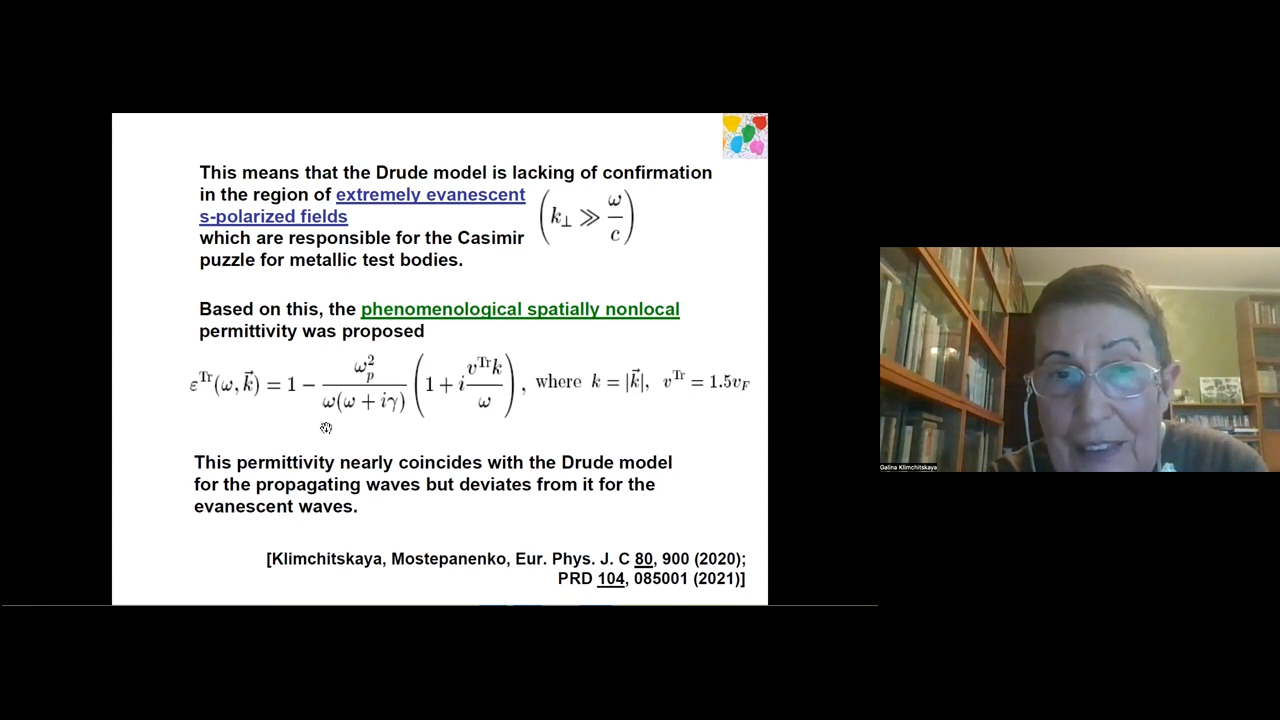 This means that the Drude model is lacking of confirmation
in the region of extremely evanescent
s-polarized fields
(k⊥ ≫ ω/c)
which are responsible for the Casimir
puzzle for metallic test bodies.
Based on this, the phenomenological spatially nonlocal
permittivity was proposed
ε^Tr(ω, k⃗) = 1 − ω_p^2/(ω(ω + iγ)) (1 + i v^Tr k/ω), where k = |k⃗|, v^Tr = 1.5v_F
This permittivity nearly coincides with the Drude model
for the propagating waves but deviates from it for the
evanescent waves.
[Klimchitskaya, Mostepanenko, Eur. Phys. J. C 80, 900 (2020);
PRD 104, 085001 (2021)]
Galina Klimchitskaya